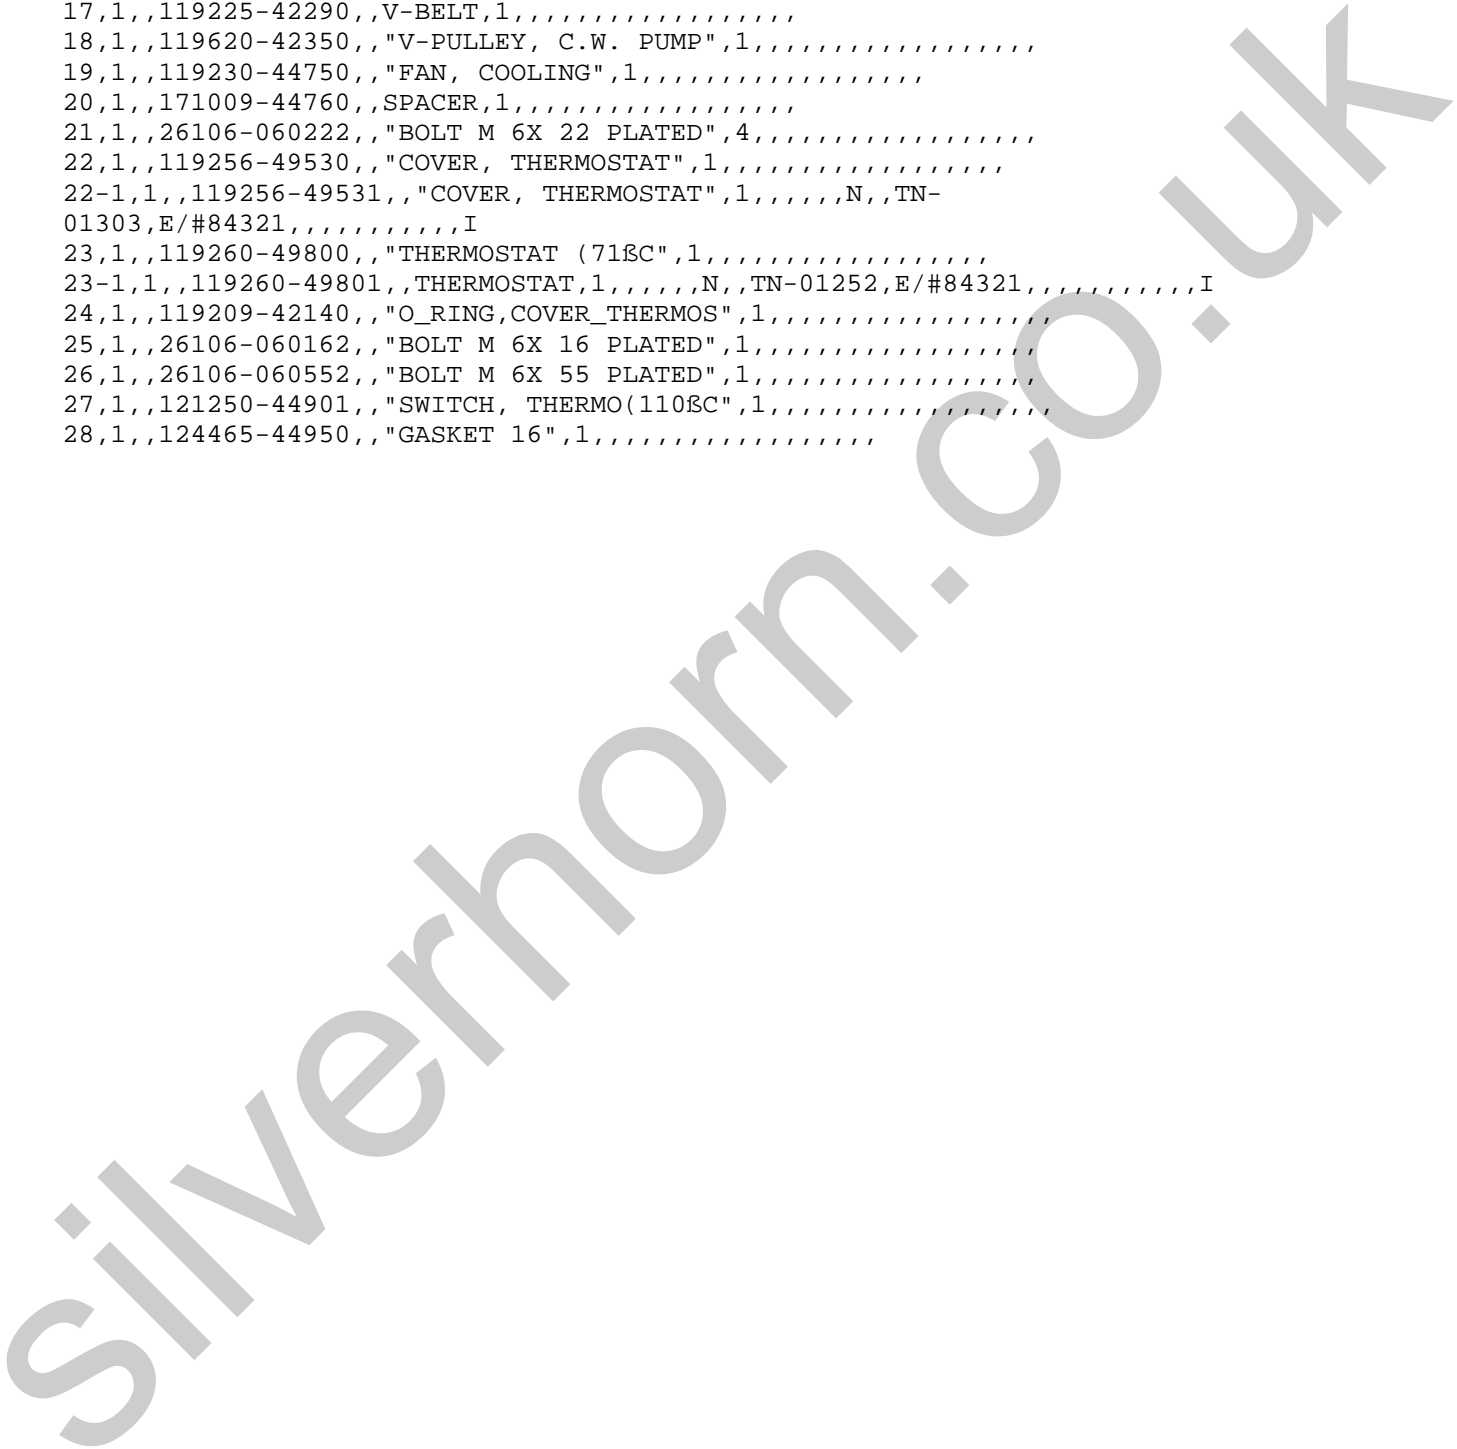 17,1,,119225-42290,,V-BELT,1,,,,,,,,,,,,,,,,,,
18,1,,119620-42350,,"V-PULLEY, C.W. PUMP",1,,,,,,,,,,,,,,,,,,
19,1,,119230-44750,,"FAN, COOLING",1,,,,,,,,,,,,,,,,,,
20,1,,171009-44760,,SPACER,1,,,,,,,,,,,,,,,,,,
21,1,,26106-060222,,"BOLT M 6X 22 PLATED",4,,,,,,,,,,,,,,,,,,
22,1,,119256-49530,,"COVER, THERMOSTAT",1,,,,,,,,,,,,,,,,,,
22-1,1,,119256-49531,,"COVER, THERMOSTAT",1,,,,,,N,,TN-
01303,E/#84321,,,,,,,,,,,I
23,1,,119260-49800,,"THERMOSTAT (71ßC",1,,,,,,,,,,,,,,,,,,
23-1,1,,119260-49801,,THERMOSTAT,1,,,,,,N,,TN-01252,E/#84321,,,,,,,,,,,I
24,1,,119209-42140,,"O_RING,COVER_THERMOS",1,,,,,,,,,,,,,,,,,,
25,1,,26106-060162,,"BOLT M 6X 16 PLATED",1,,,,,,,,,,,,,,,,,,
26,1,,26106-060552,,"BOLT M 6X 55 PLATED",1,,,,,,,,,,,,,,,,,,
27,1,,121250-44901,,"SWITCH, THERMO(110ßC",1,,,,,,,,,,,,,,,,,,
28,1,,124465-44950,,"GASKET 16",1,,,,,,,,,,,,,,,,,,
silverhorn.co.uk